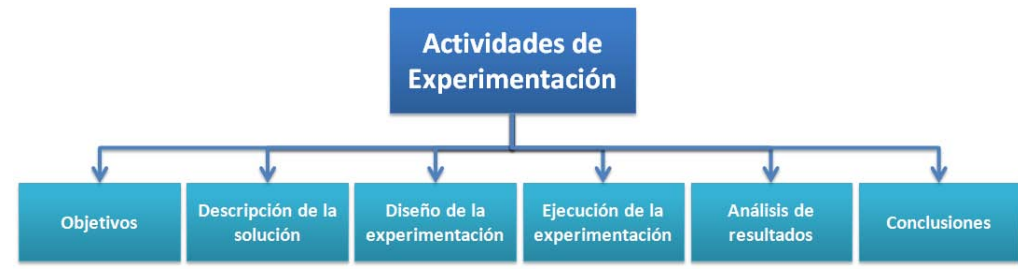 Actividades de
Experimentación
Objetivos
Descripción de la
solución
Diseño de la
experimentación
Ejecución de la
experimentación
Análisis de
resultados
Conclusiones